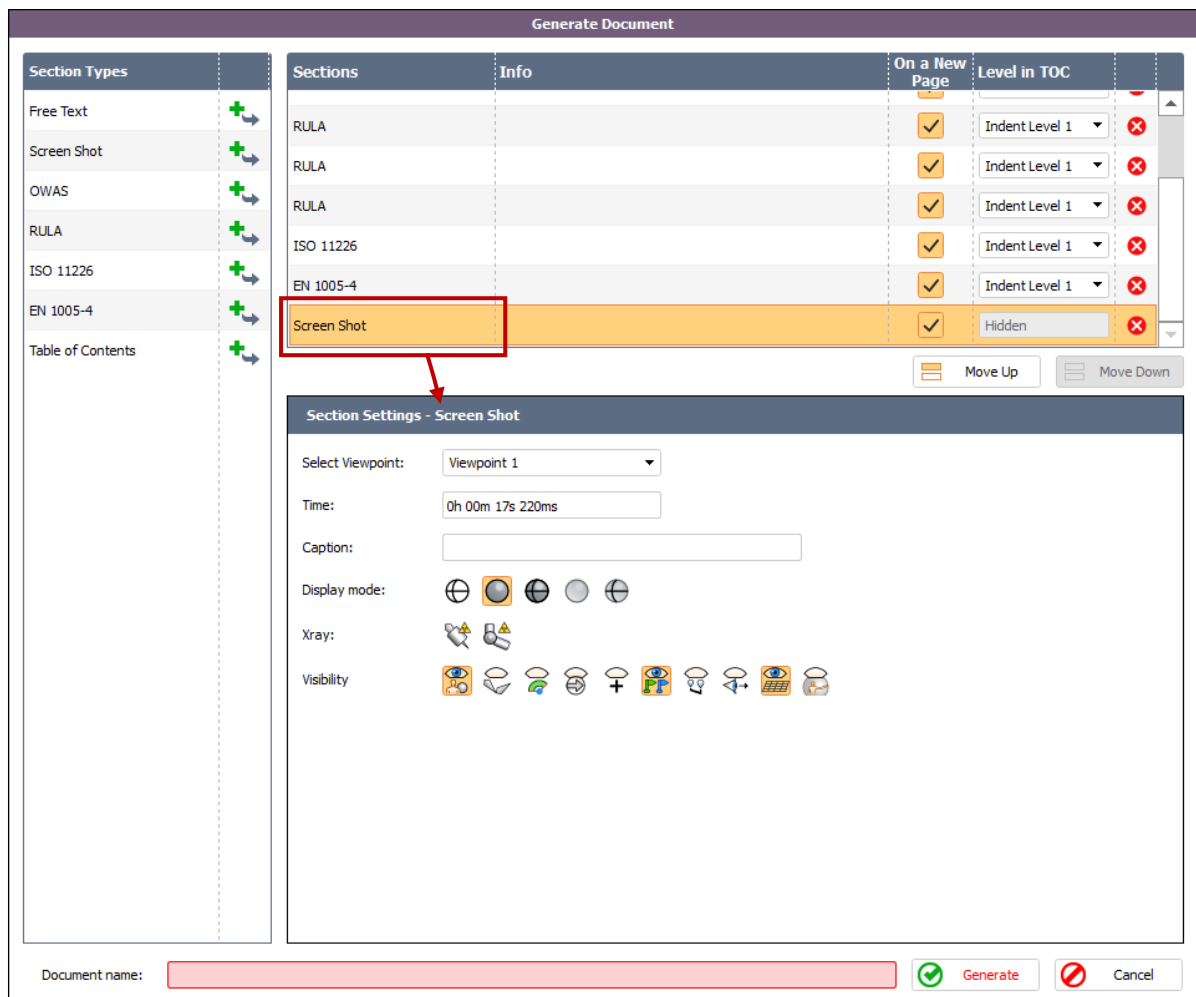 Generate Document
Section Types
Free Text
Screen Shot
OWAS
RULA
ISO 11226
EN 1005-4
Table of Contents
Sections Info On a New Page Level in TOC
RULA Indent Level 1
RULA Indent Level 1
RULA Indent Level 1
ISO 11226 Indent Level 1
EN 1005-4 Indent Level 1
Screen Shot Hidden
Move Up Move Down
Section Settings - Screen Shot
Select Viewpoint: Viewpoint 1
Time: 0h 00m 17s 220ms
Caption:
Display mode:
Xray:
Visibility
Document name: Generate Cancel